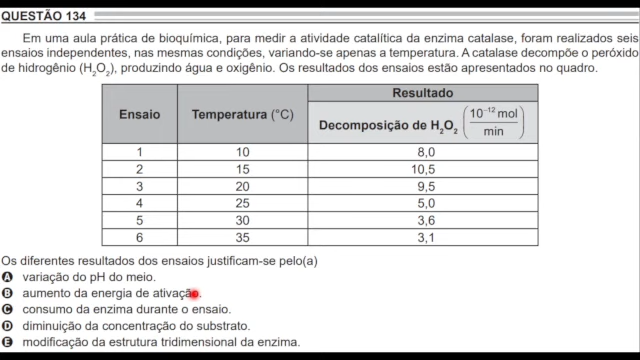 QUESTÃO 134
Em uma aula prática de bioquímica, para medir a atividade catalítica da enzima catalase, foram realizados seis
ensaios independentes, nas mesmas condições, variando-se apenas a temperatura. A catalase decompõe o peróxido
de hidrogênio (H₂O₂), produzindo água e oxigênio. Os resultados dos ensaios estão apresentados no quadro.
Ensaio Temperatura (°C) Resultado
Decomposição de H₂O₂ (10⁻¹² mol / min)
1 10 8,0
2 15 10,5
3 20 9,5
4 25 5,0
5 30 3,6
6 35 3,1
Os diferentes resultados dos ensaios justificam-se pelo(a)
A variação do pH do meio.
B aumento da energia de ativação.
C consumo da enzima durante o ensaio.
D diminuição da concentração do substrato.
E modificação da estrutura tridimensional da enzima.